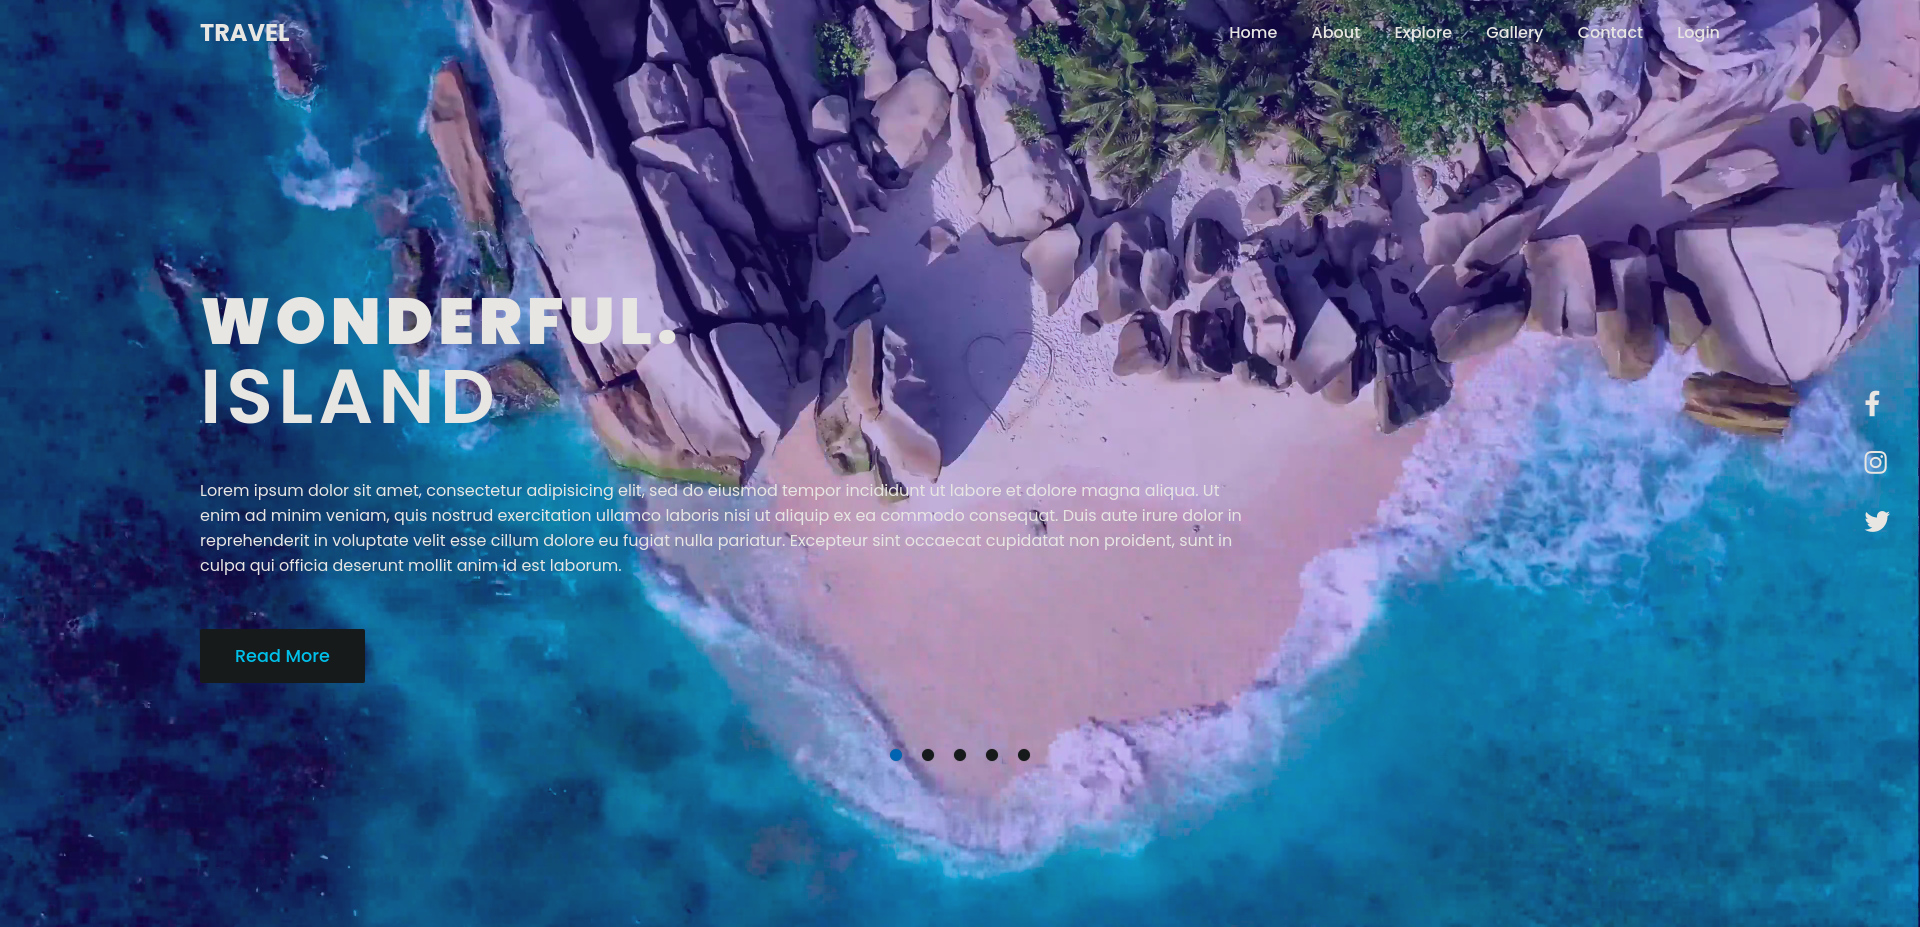 TRAVEL
Home About Explore Gallery Contact Login
WONDERFUL.
ISLAND
Lorem ipsum dolor sit amet, consectetur adipisicing elit, sed do eiusmod tempor incididunt ut labore et dolore magna aliqua. Ut
enim ad minim veniam, quis nostrud exercitation ullamco laboris nisi ut aliquip ex ea commodo consequat. Duis aute irure dolor in
reprehenderit in voluptate velit esse cillum dolore eu fugiat nulla pariatur. Excepteur sint occaecat cupidatat non proident, sunt in
culpa qui officia deserunt mollit anim id est laborum.
Read More